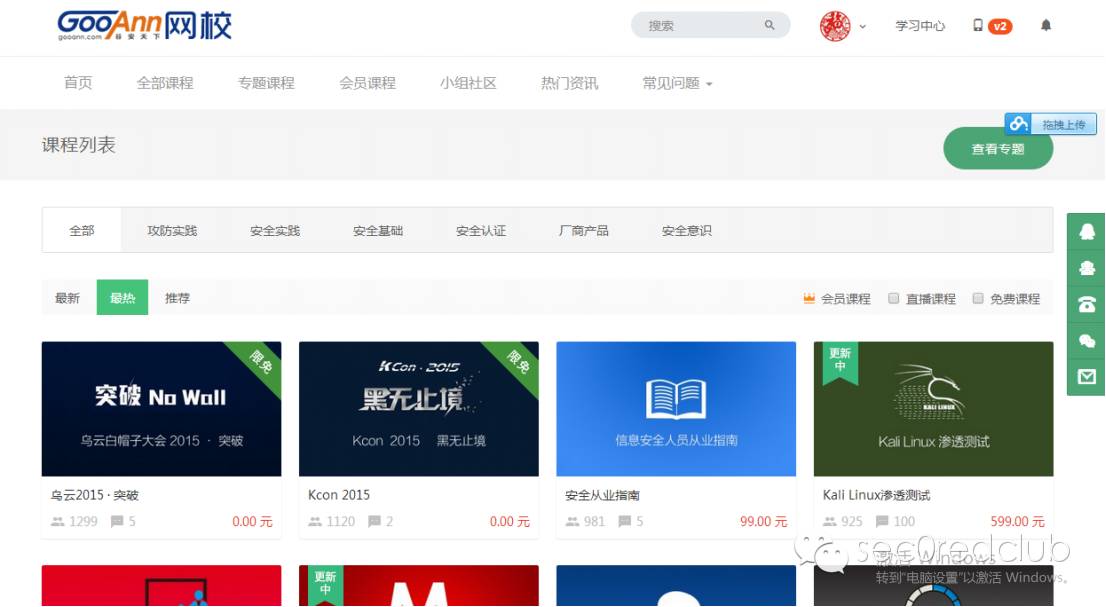 GooAnn网校
gooann.com 谷安天下
搜索
学习中心
v2
首页 全部课程 专题课程 会员课程 小组社区 热门资讯 常见问题
课程列表
拖拽上传
查看专题
全部 攻防实践 安全实践 安全基础 安全认证 厂商产品 安全意识
最新 最热 推荐 会员课程 直播课程 免费课程
限免
突破 No Wall
乌云白帽子大会 2015 · 突破
乌云2015 · 突破
1299 5 0.00 元
限免
KCon · 2015
黑无止境
Kcon 2015 黑无止境
Kcon 2015
1120 2 0.00 元
信息安全人员从业指南
安全从业指南
981 5 99.00 元
更新中
KALI LINUX
Kali Linux 渗透测试
Kali Linux渗透测试
925 100 599.00 元
更新中
sec0redclub
激活 Windows
转到"电脑设置"以激活 Windows。